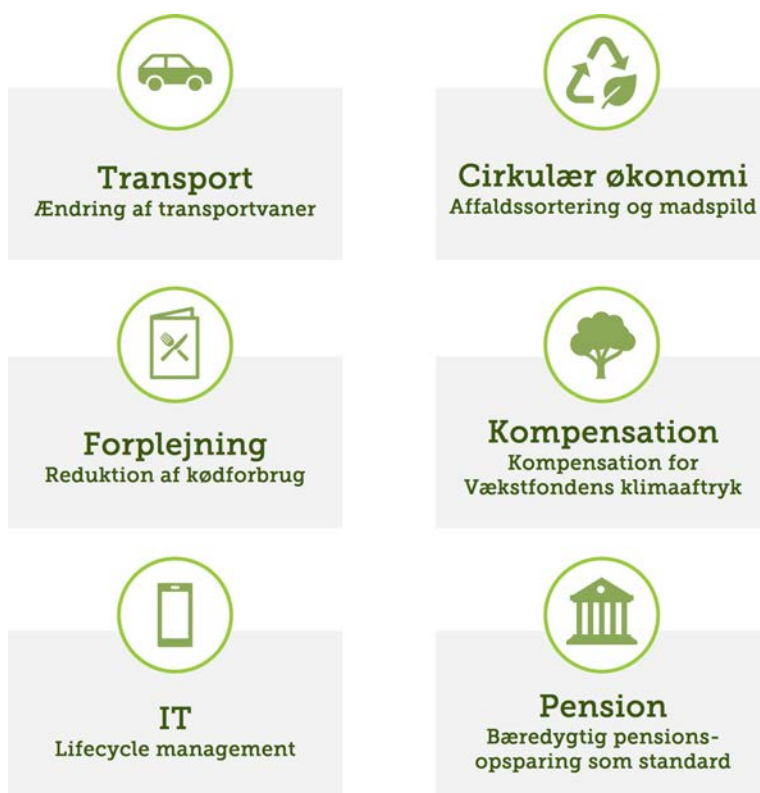 Transport
Ændring af transportvaner
Cirkulær økonomi
Affaldssortering og madspild
Forplejning
Reduktion af kødforbrug
Kompensation
Kompensation for
Vækstfondens klimaaftryk
IT
Lifecycle management
Pension
Bæredygtig pensions-
opsparing som standard